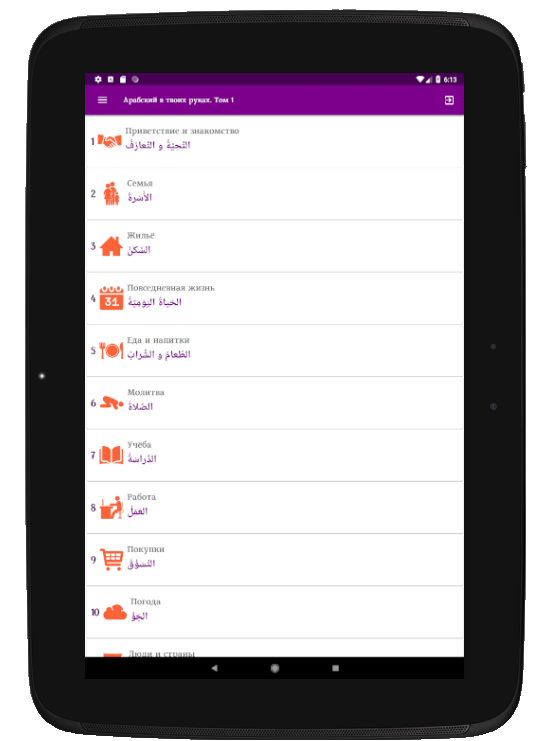 6:13
Арабский в твоих руках. Том 1
1 Приветствие и знакомство
التَّحِيَّةُ و التَّعارُفُ
2 Семья
الأُسْرَةُ
3 Жильё
السَّكَنُ
4 Повседневная жизнь
31
الحَياةُ اليَوْمِيَّةُ
5 Еда и напитки
الطَّعامُ و الشَّرابُ
6 Молитва
الصَّلاةُ
7 Учёба
الدِّراسَةُ
8 Работа
العَمَلُ
9 Покупки
التَّسَوُّقُ
10 Погода
الجَوُّ
Люди и страны